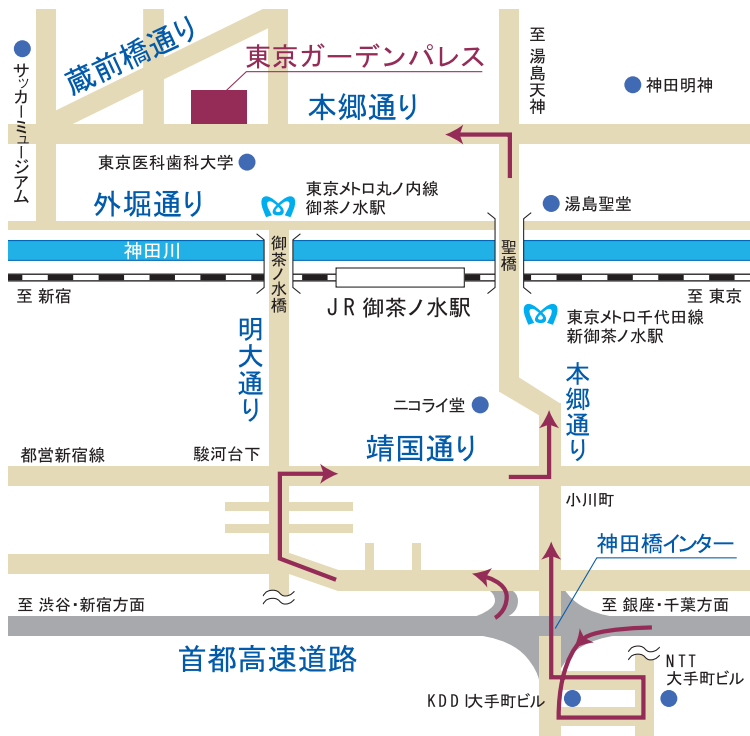 蔵前橋通り
東京ガーデンパレス
至 湯島天神
サッカーミュージアム
本郷通り
神田明神
東京医科歯科大学
東京メトロ丸ノ内線
御茶ノ水駅
外堀通り
湯島聖堂
神田川
御茶ノ水橋
聖橋
至 新宿
JR御茶ノ水駅
至 東京
東京メトロ千代田線
新御茶ノ水駅
明大通り
本郷通り
ニコライ堂
都営新宿線
駿河台下
靖国通り
小川町
神田橋インター
至 渋谷・新宿方面
至 銀座・千葉方面
首都高速道路
NTT
大手町ビル
KDDI大手町ビル